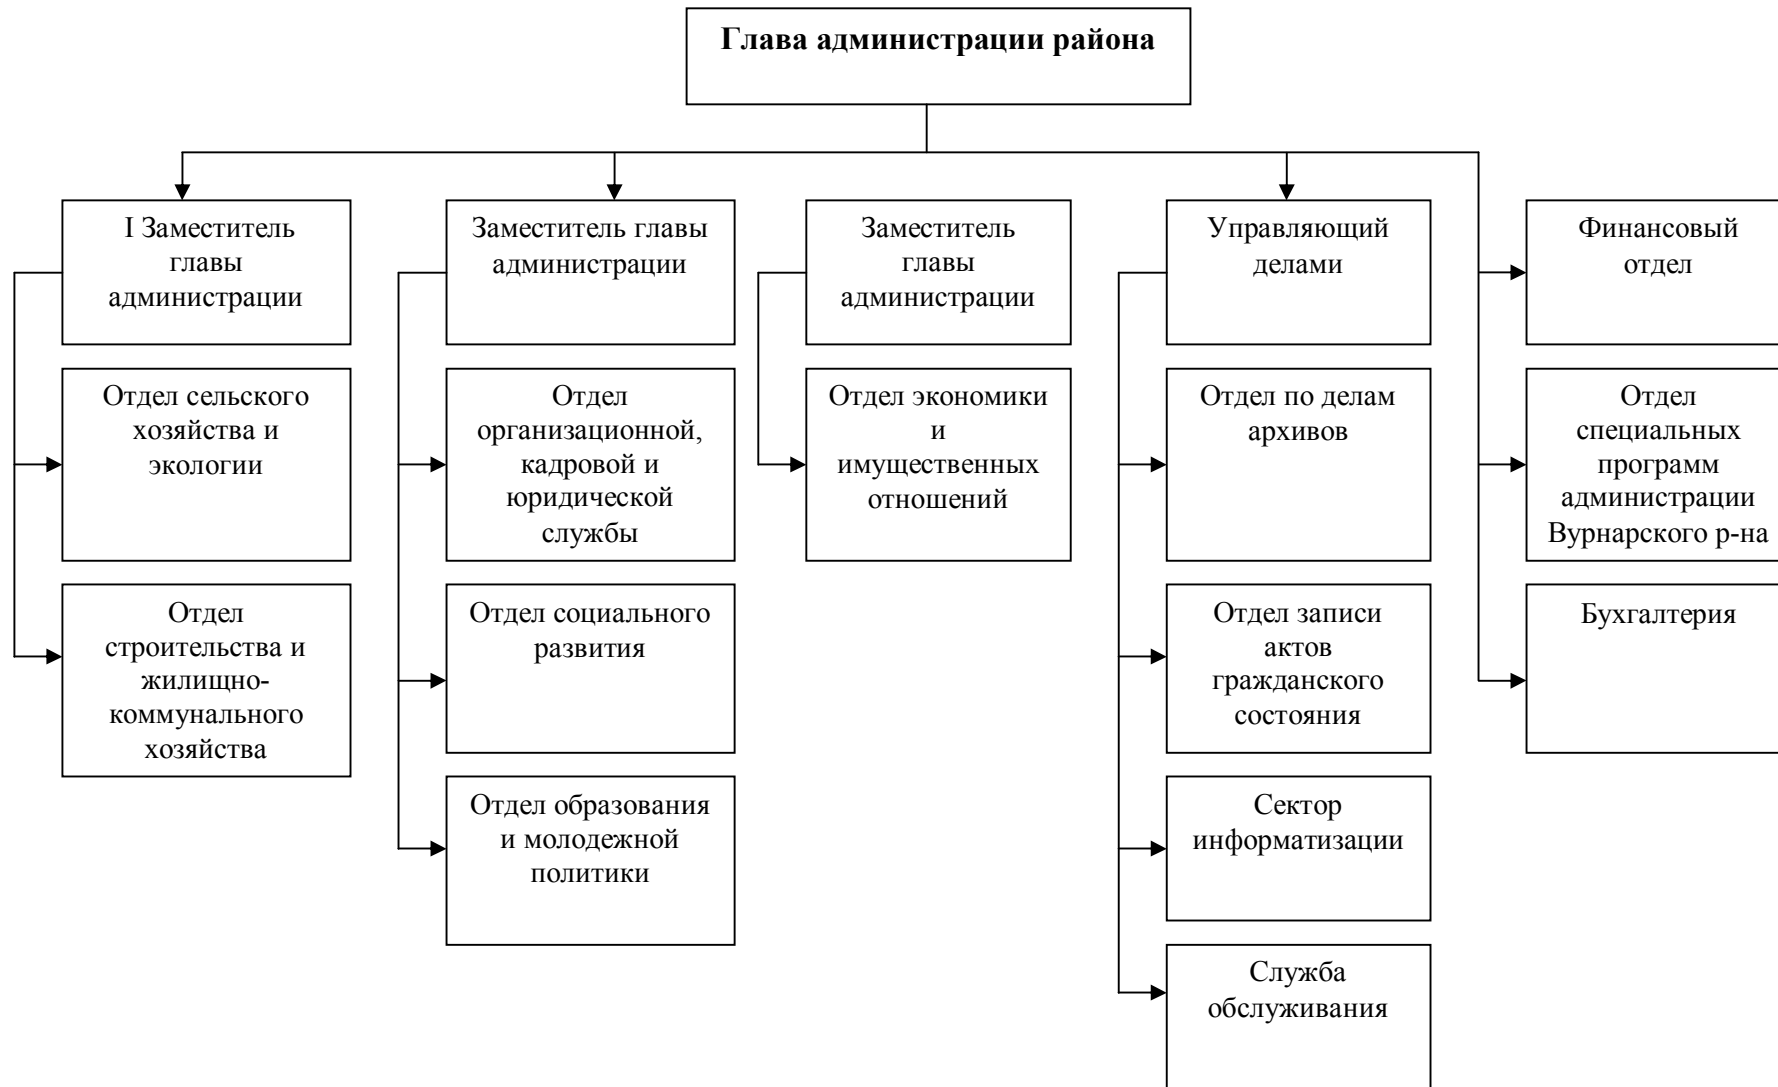 Глава администрации района
I Заместитель
главы
администрации
Заместитель главы
администрации
Заместитель
главы
администрации
Управляющий
делами
Финансовый
отдел
Отдел сельского
хозяйства и
экологии
Отдел
организационной,
кадровой и
юридической
службы
Отдел экономики
и
имущественных
отношений
Отдел по делам
архивов
Отдел
специальных
программ
администрации
Вурнарского р-на
Отдел
строительства и
жилищно-
коммунального
хозяйства
Отдел социального
развития
Отдел записи
актов
гражданского
состояния
Бухгалтерия
Отдел образования
и молодежной
политики
Сектор
информатизации
Служба
обслуживания